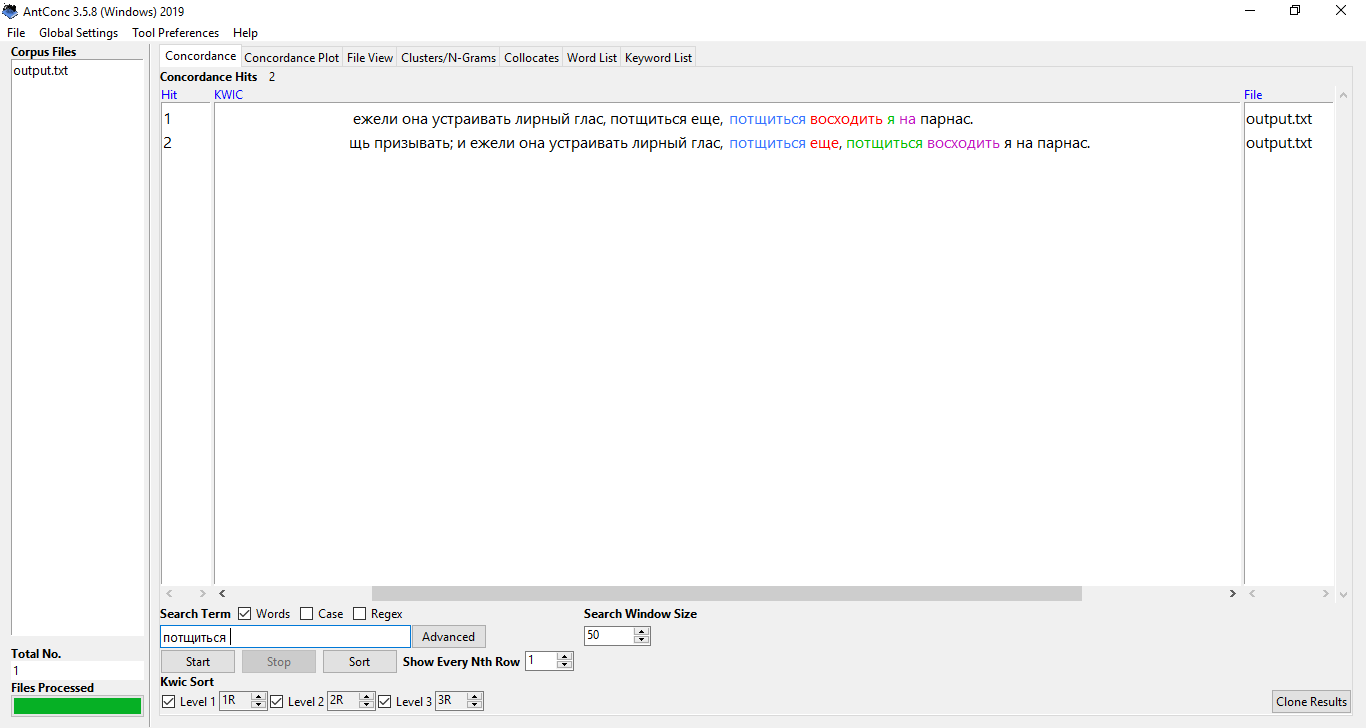 AntConc 3.5.8 (Windows) 2019
File Global Settings Tool Preferences Help
Corpus Files
output.txt
Concordance Concordance Plot File View Clusters/N-Grams Collocates Word List Keyword List
Concordance Hits 2
Hit KWIC File
1 ежели она устраивать лирный глас, потщиться еще, потщиться восходить я на парнас. output.txt
2 щь призывать; и ежели она устраивать лирный глас, потщиться еще, потщиться восходить я на парнас. output.txt
Search Term Words Case Regex Search Window Size
потщиться Advanced 50
Start Stop Sort Show Every Nth Row 1
Kwic Sort
Level 1 1R Level 2 2R Level 3 3R Clone Results
Total No.
1
Files Processed